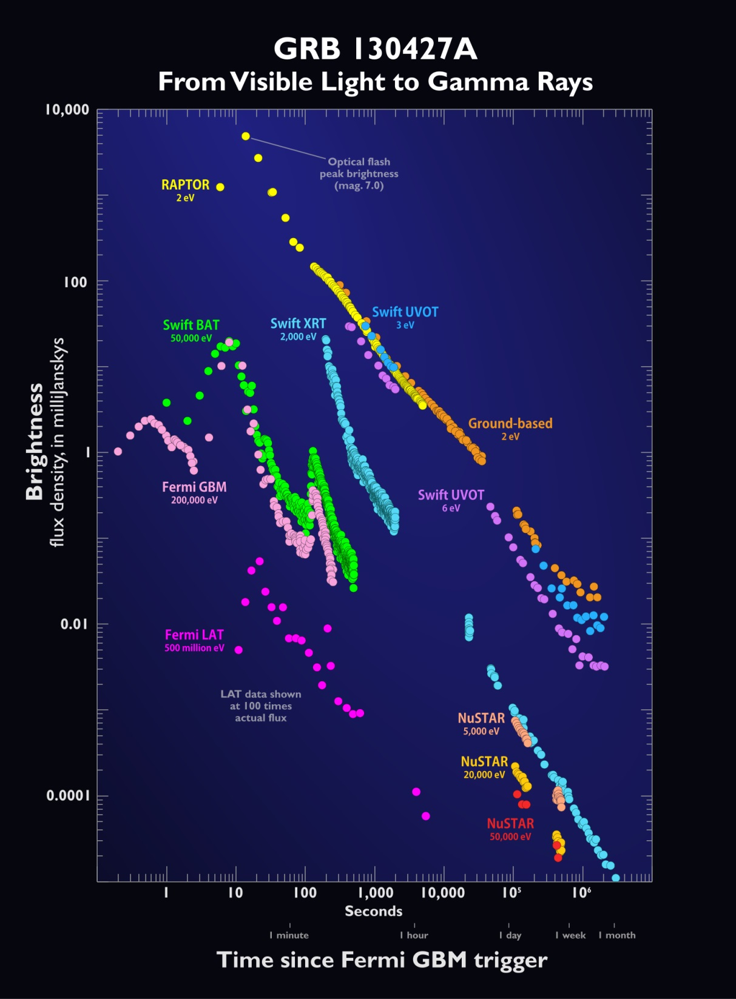 GRB 130427A
From Visible Light to Gamma Rays
10,000
Optical flash
peak brightness
(mag. 7.0)
RAPTOR
2 eV
100
Swift UVOT
3 eV
Swift BAT
50,000 eV
Swift XRT
2,000 eV
Brightness
flux density, in milliJanskys
Ground-based
2 eV
1
Fermi GBM
200,000 eV
Swift UVOT
6 eV
0.01
Fermi LAT
500 million eV
LAT data shown
at 100 times
actual flux
NuSTAR
5,000 eV
NuSTAR
20,000 eV
0.0001
NuSTAR
50,000 eV
1 10 100 1,000 10,000 10⁵ 10⁶
Seconds
1 minute 1 hour 1 day 1 week 1 month
Time since Fermi GBM trigger